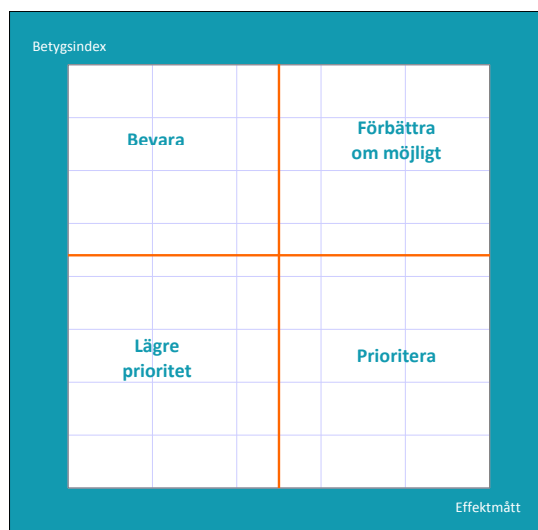 Betygsindex
Bevara
Förbättra
om möjligt
Lägre
prioritet
Prioritera
Effektmått